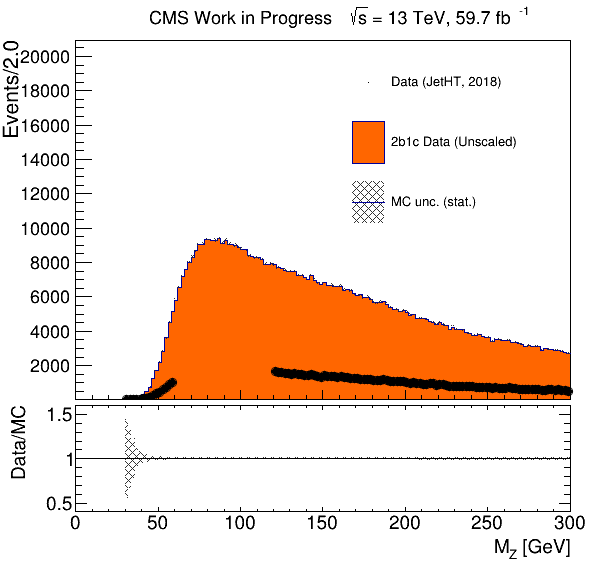 CMS Work in Progress √s = 13 TeV, 59.7 fb⁻¹
Events/2.0
20000
18000
16000
14000
12000
10000
8000
6000
4000
2000
Data (JetHT, 2018)
2b1c Data (Unscaled)
MC unc. (stat.)
Data/MC
1.5
1
0.5
0 50 100 150 200 250 300
M_Z [GeV]